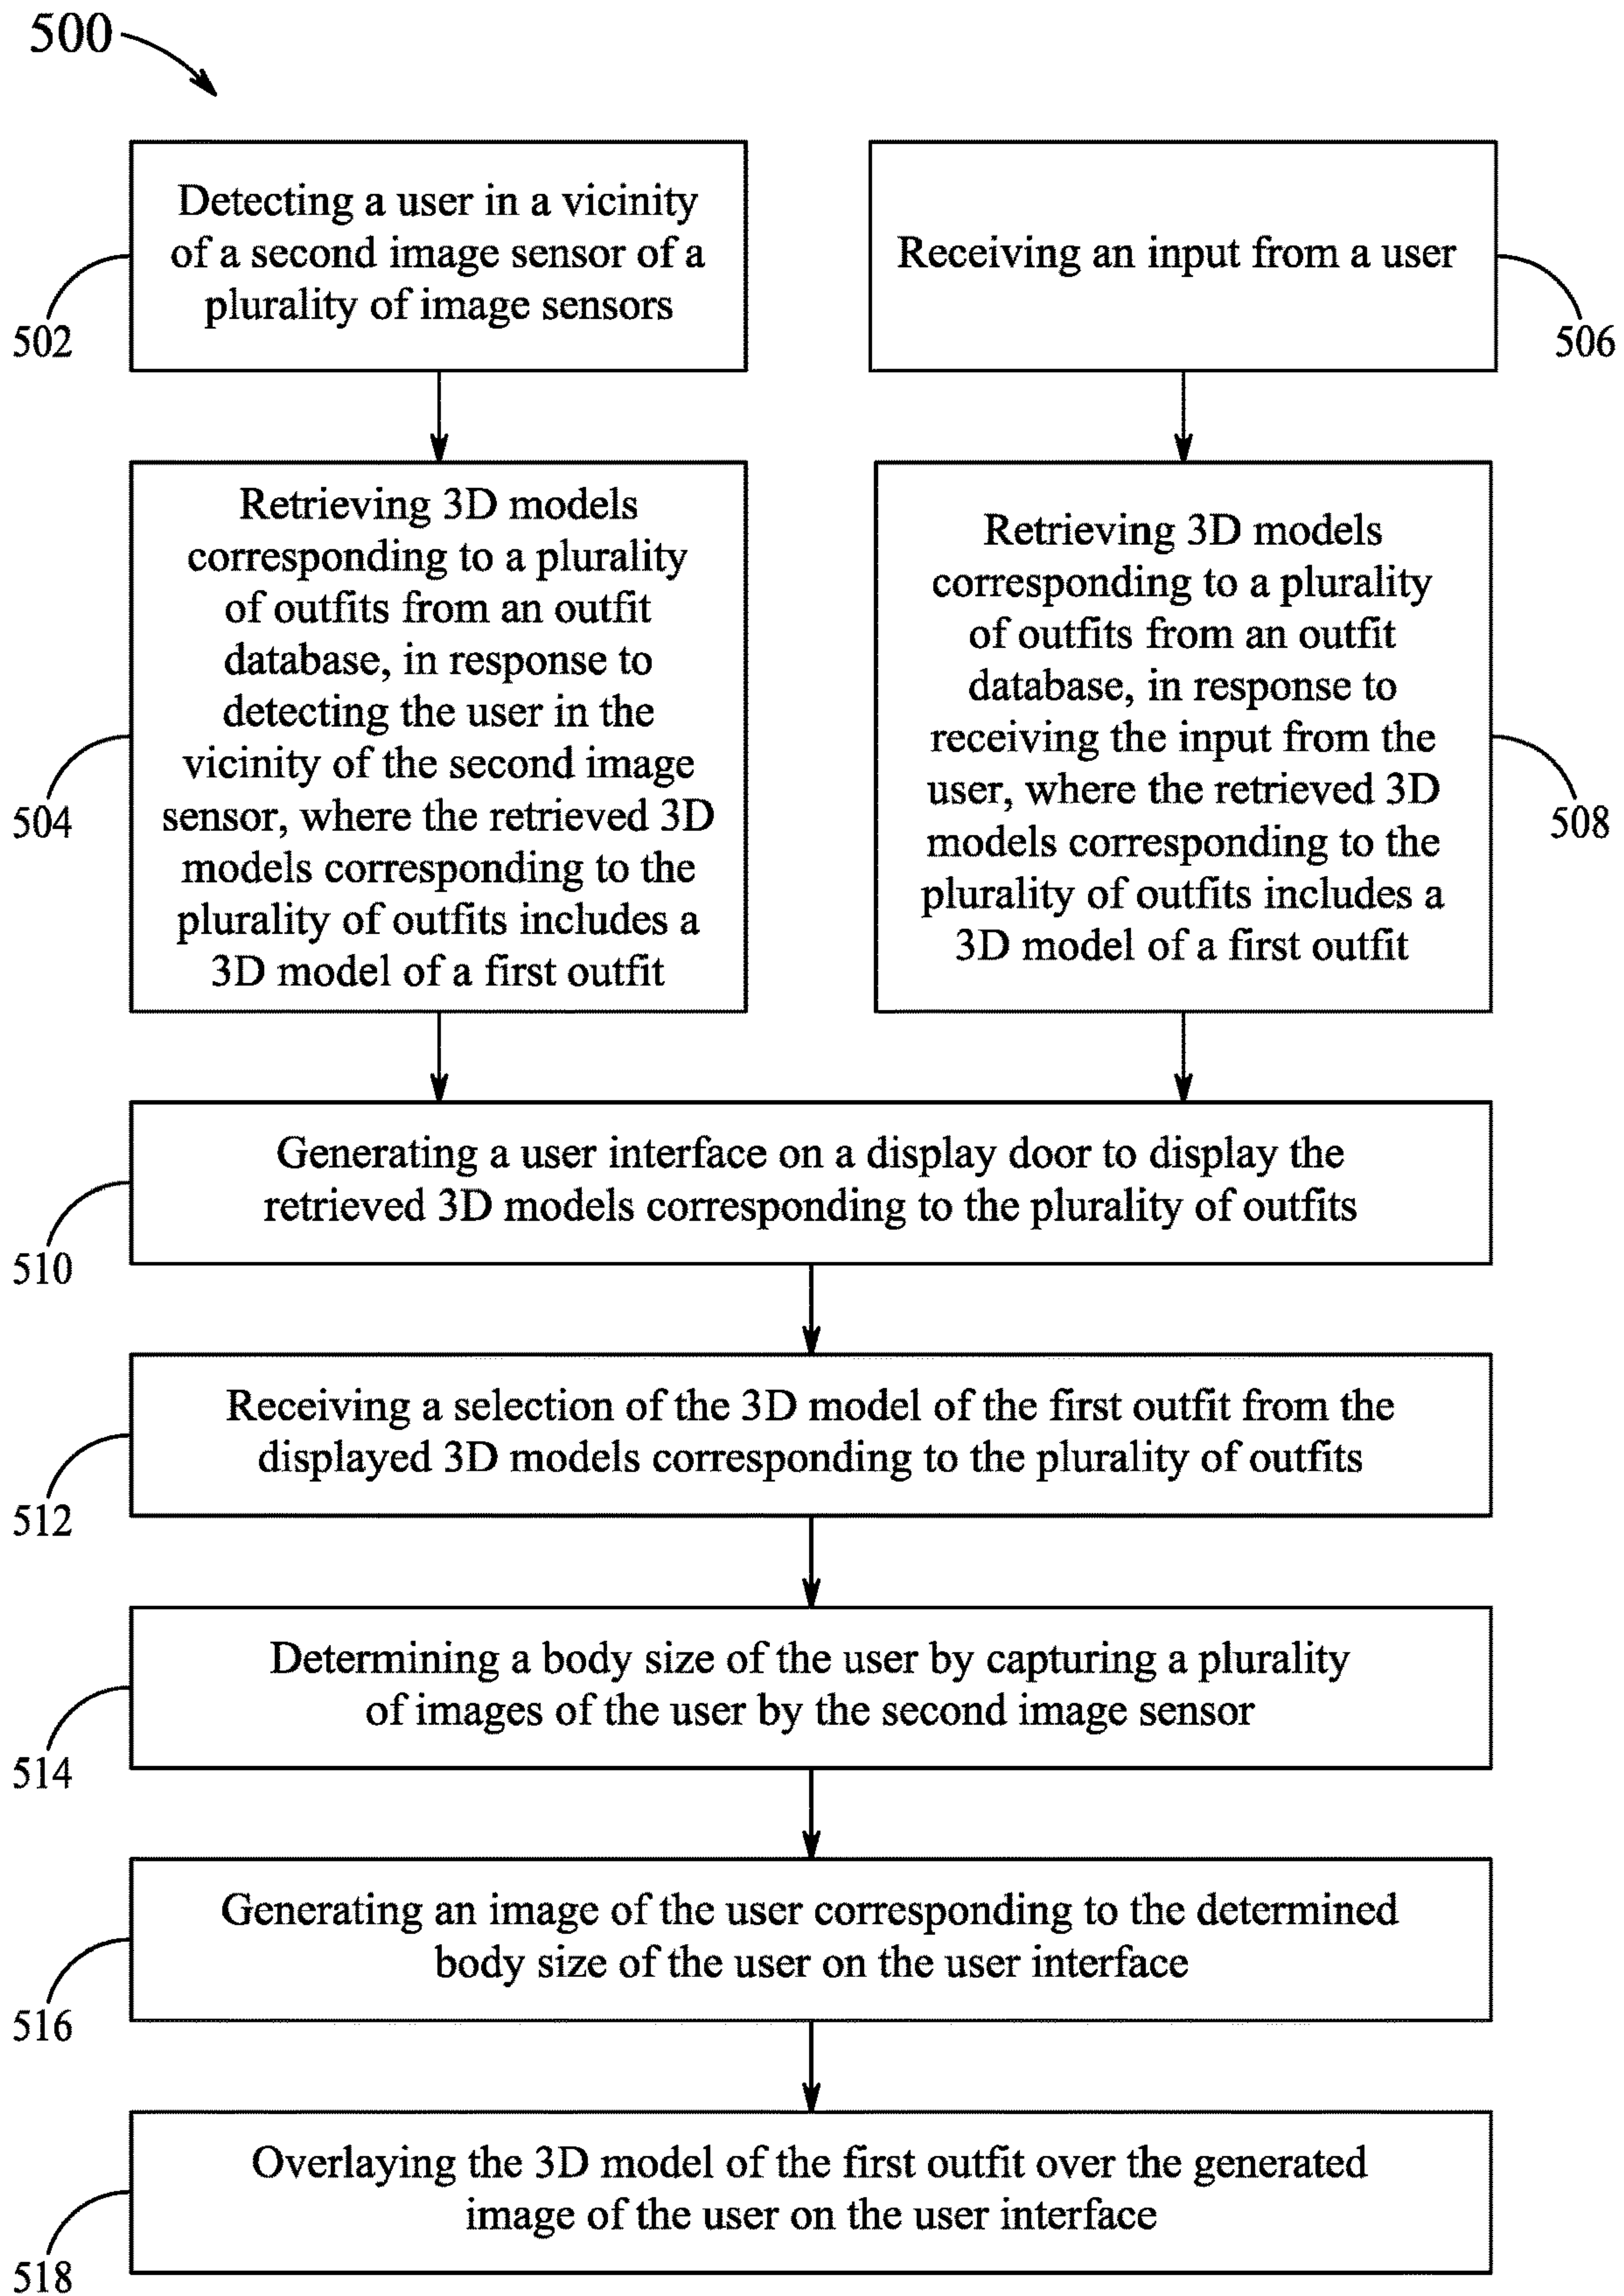 500
Detecting a user in a vicinity
of a second image sensor of a
plurality of image sensors
502
Receiving an input from a user
506
Retrieving 3D models
corresponding to a plurality
of outfits from an outfit
database, in response to
detecting the user in the
vicinity of the second image
sensor, where the retrieved 3D
models corresponding to the
plurality of outfits includes a
3D model of a first outfit
504
Retrieving 3D models
corresponding to a plurality
of outfits from an outfit
database, in response to
receiving the input from the
user, where the retrieved 3D
models corresponding to the
plurality of outfits includes a
3D model of a first outfit
508
Generating a user interface on a display door to display the
retrieved 3D models corresponding to the plurality of outfits
510
Receiving a selection of the 3D model of the first outfit from the
displayed 3D models corresponding to the plurality of outfits
512
Determining a body size of the user by capturing a plurality
of images of the user by the second image sensor
514
Generating an image of the user corresponding to the determined
body size of the user on the user interface
516
Overlaying the 3D model of the first outfit over the generated
image of the user on the user interface
518